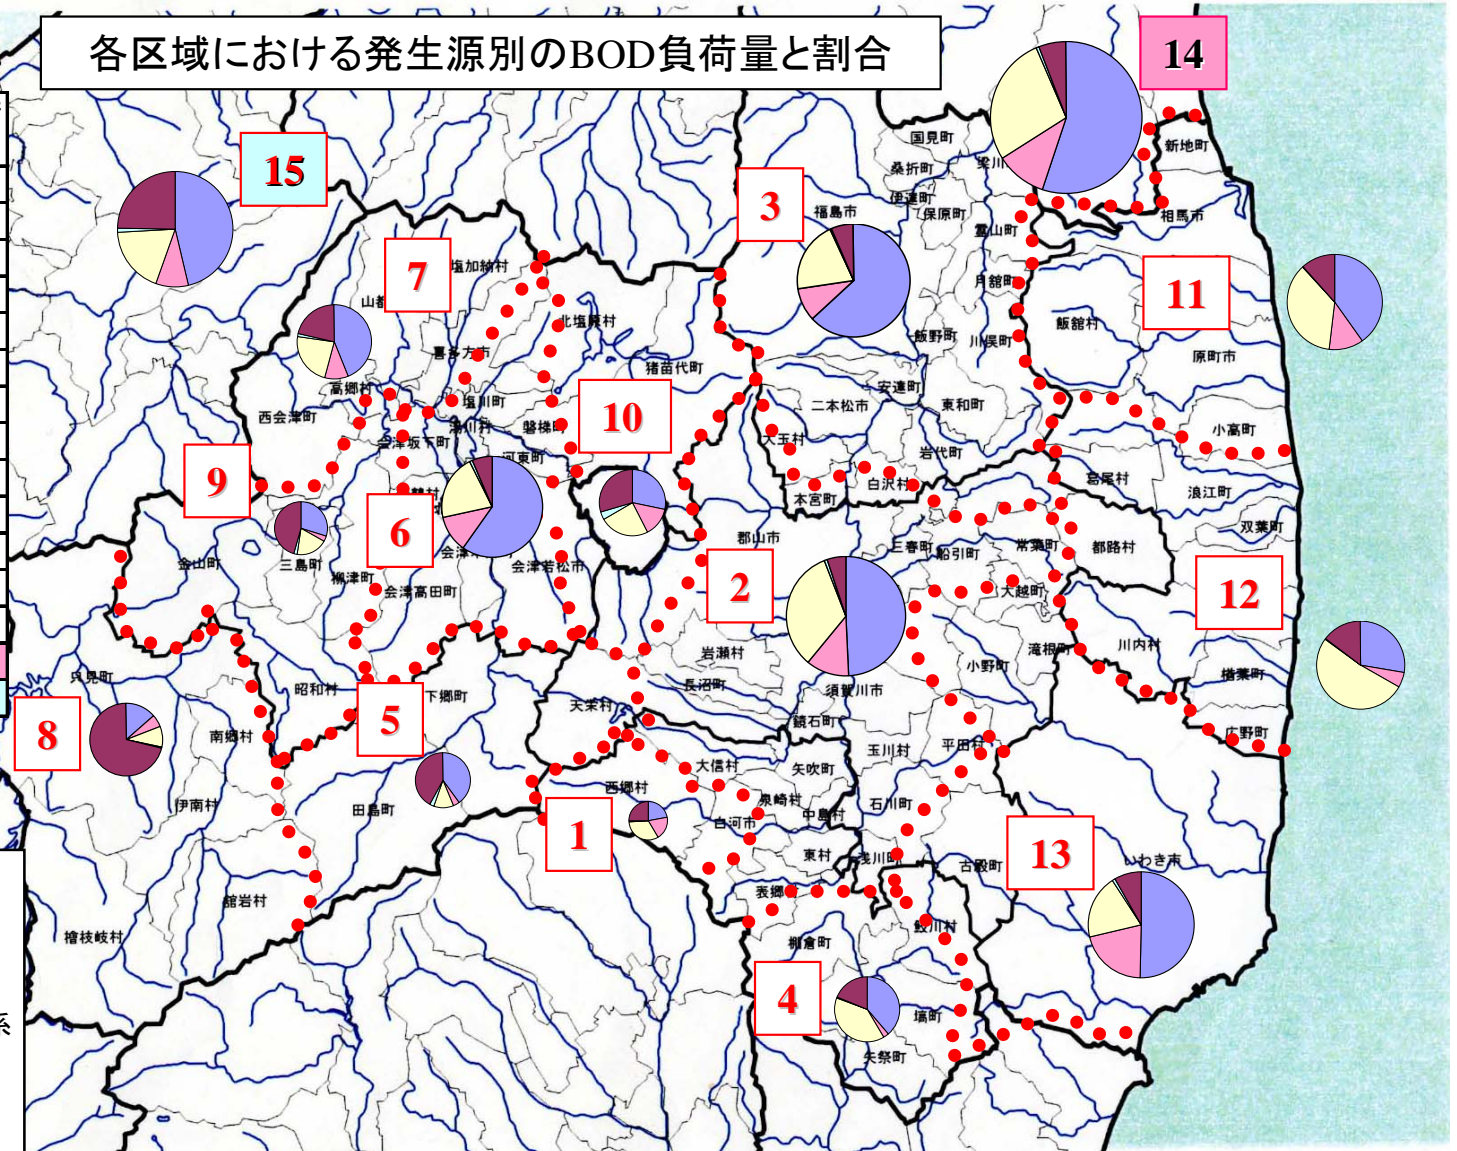 各区域における発生源別のBOD負荷量と割合
14
国見町
新地町
桑折町
梁川
15
3
伊達町
福島市
保原町
相馬市
霊山町
7
塩加納村
月舘町
11
山都
北塩原村
飯舘村
飯野町
川俣町
喜多方市
原町市
猪苗代町
高郷村
安達町
西会津町
塩川町
10
二本松市
東和町
湯川村
磐梯町
小高町
会津坂下町
大玉村
河東町
岩代町
9
葛尾村
白沢村
本宮町
浪江町
6
双葉町
郡山市
常葉町
三春町
船引町
都路村
金山町
三島町
会津若松市
柳津町
2
会津高田町
大越町
12
川内村
滝根町
岩瀬村
小野町
楢葉町
只見町
長沼町
昭和村
下郷町
須賀川市
天栄村
8
5
鏡石町
広野町
南郷村
平田村
玉川村
大信村
矢吹町
西郷村
泉崎村
伊南村
田島町
石川町
中島村
1
白河市
13
東村
浅川町
いわき市
古殿町
表郷
舘岩村
鮫川村
檜枝岐村
棚倉町
4
塙町
系
矢祭町